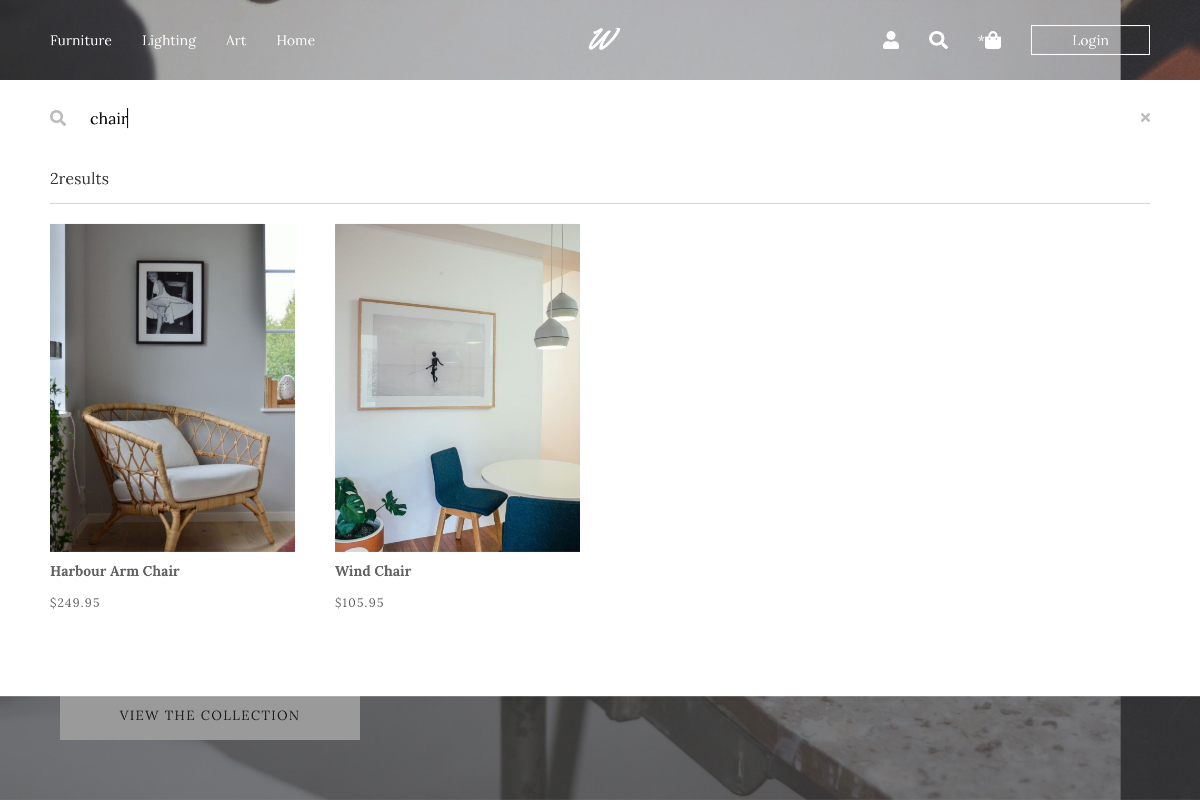 Furniture Lighting Art Home W * Login
chair
2results
Harbour Arm Chair Wind Chair
$249.95 $105.95
VIEW THE COLLECTION